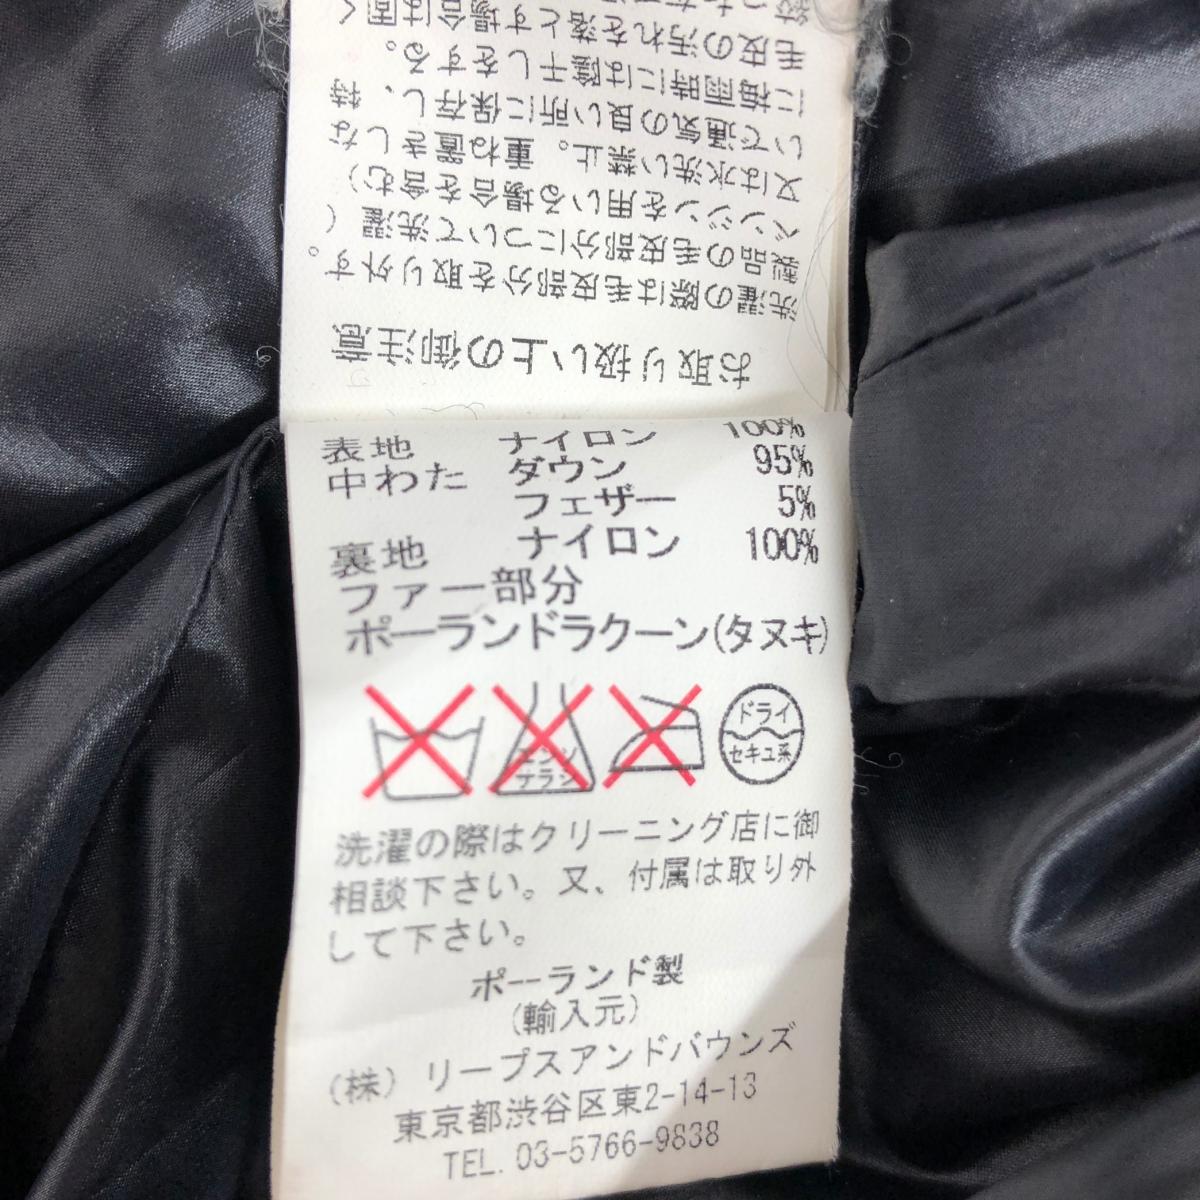 お取り扱い上の御注意
洗濯の際は毛皮部分を取り外す。
製品の毛皮部分について洗濯（
ベンジンを用いる場合を含む）
又は水洗い禁止。重ね置きしな
いで通気の良い所に保存し、特
に梅雨時には陰干しをする。
毛皮の汚れを落とす場合は固く
表地 ナイロン 100%
中わた ダウン 95%
フェザー 5%
裏地 ナイロン 100%
ファー部分
ポーランドラクーン(タヌキ)
エンソ
サラシ
ドライ
セキユ系
洗濯の際はクリーニング店に御
相談下さい。又、付属は取り外
して下さい。
ポーランド製
(輸入元)
(株) リープスアンドバウンズ
東京都渋谷区東2-14-13
TEL. 03-5766-9838